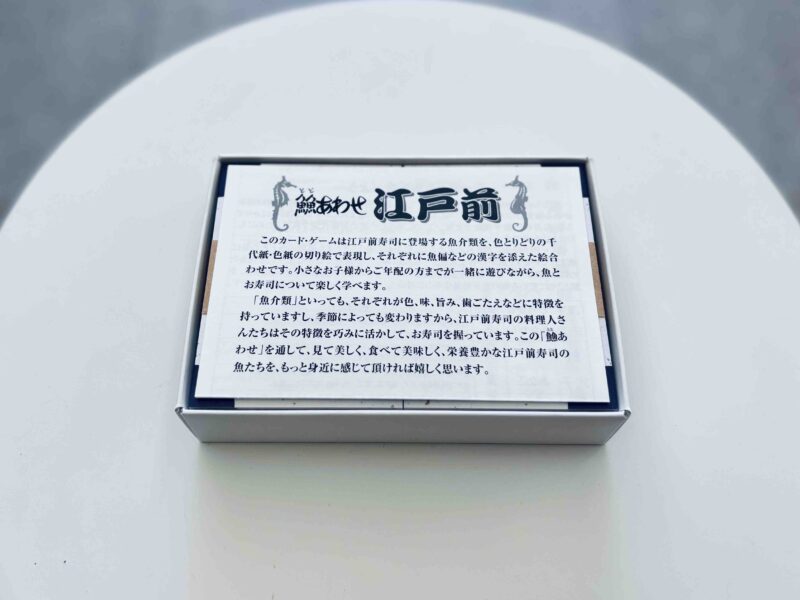 とと
鱻あわせ 江戸前
このカード・ゲームは江戸前寿司に登場する魚介類を、色とりどりの千
代紙・色紙の切り絵で表現し、それぞれに魚偏などの漢字を添えた絵合
わせです。小さなお子様からご年配の方までが一緒に遊びながら、魚と
お寿司について楽しく学べます。
「魚介類」といっても、それぞれが色、味、旨み、歯ごたえなどに特徴を
持っていますし、季節によっても変わりますから、江戸前寿司の料理人さ
んたちはその特徴を巧みに活かして、お寿司を握っています。この「鱻あ
わせ」を通して、見て美しく、食べて美味しく、栄養豊かな江戸前寿司の
魚たちを、もっと身近に感じて頂ければ嬉しく思います。